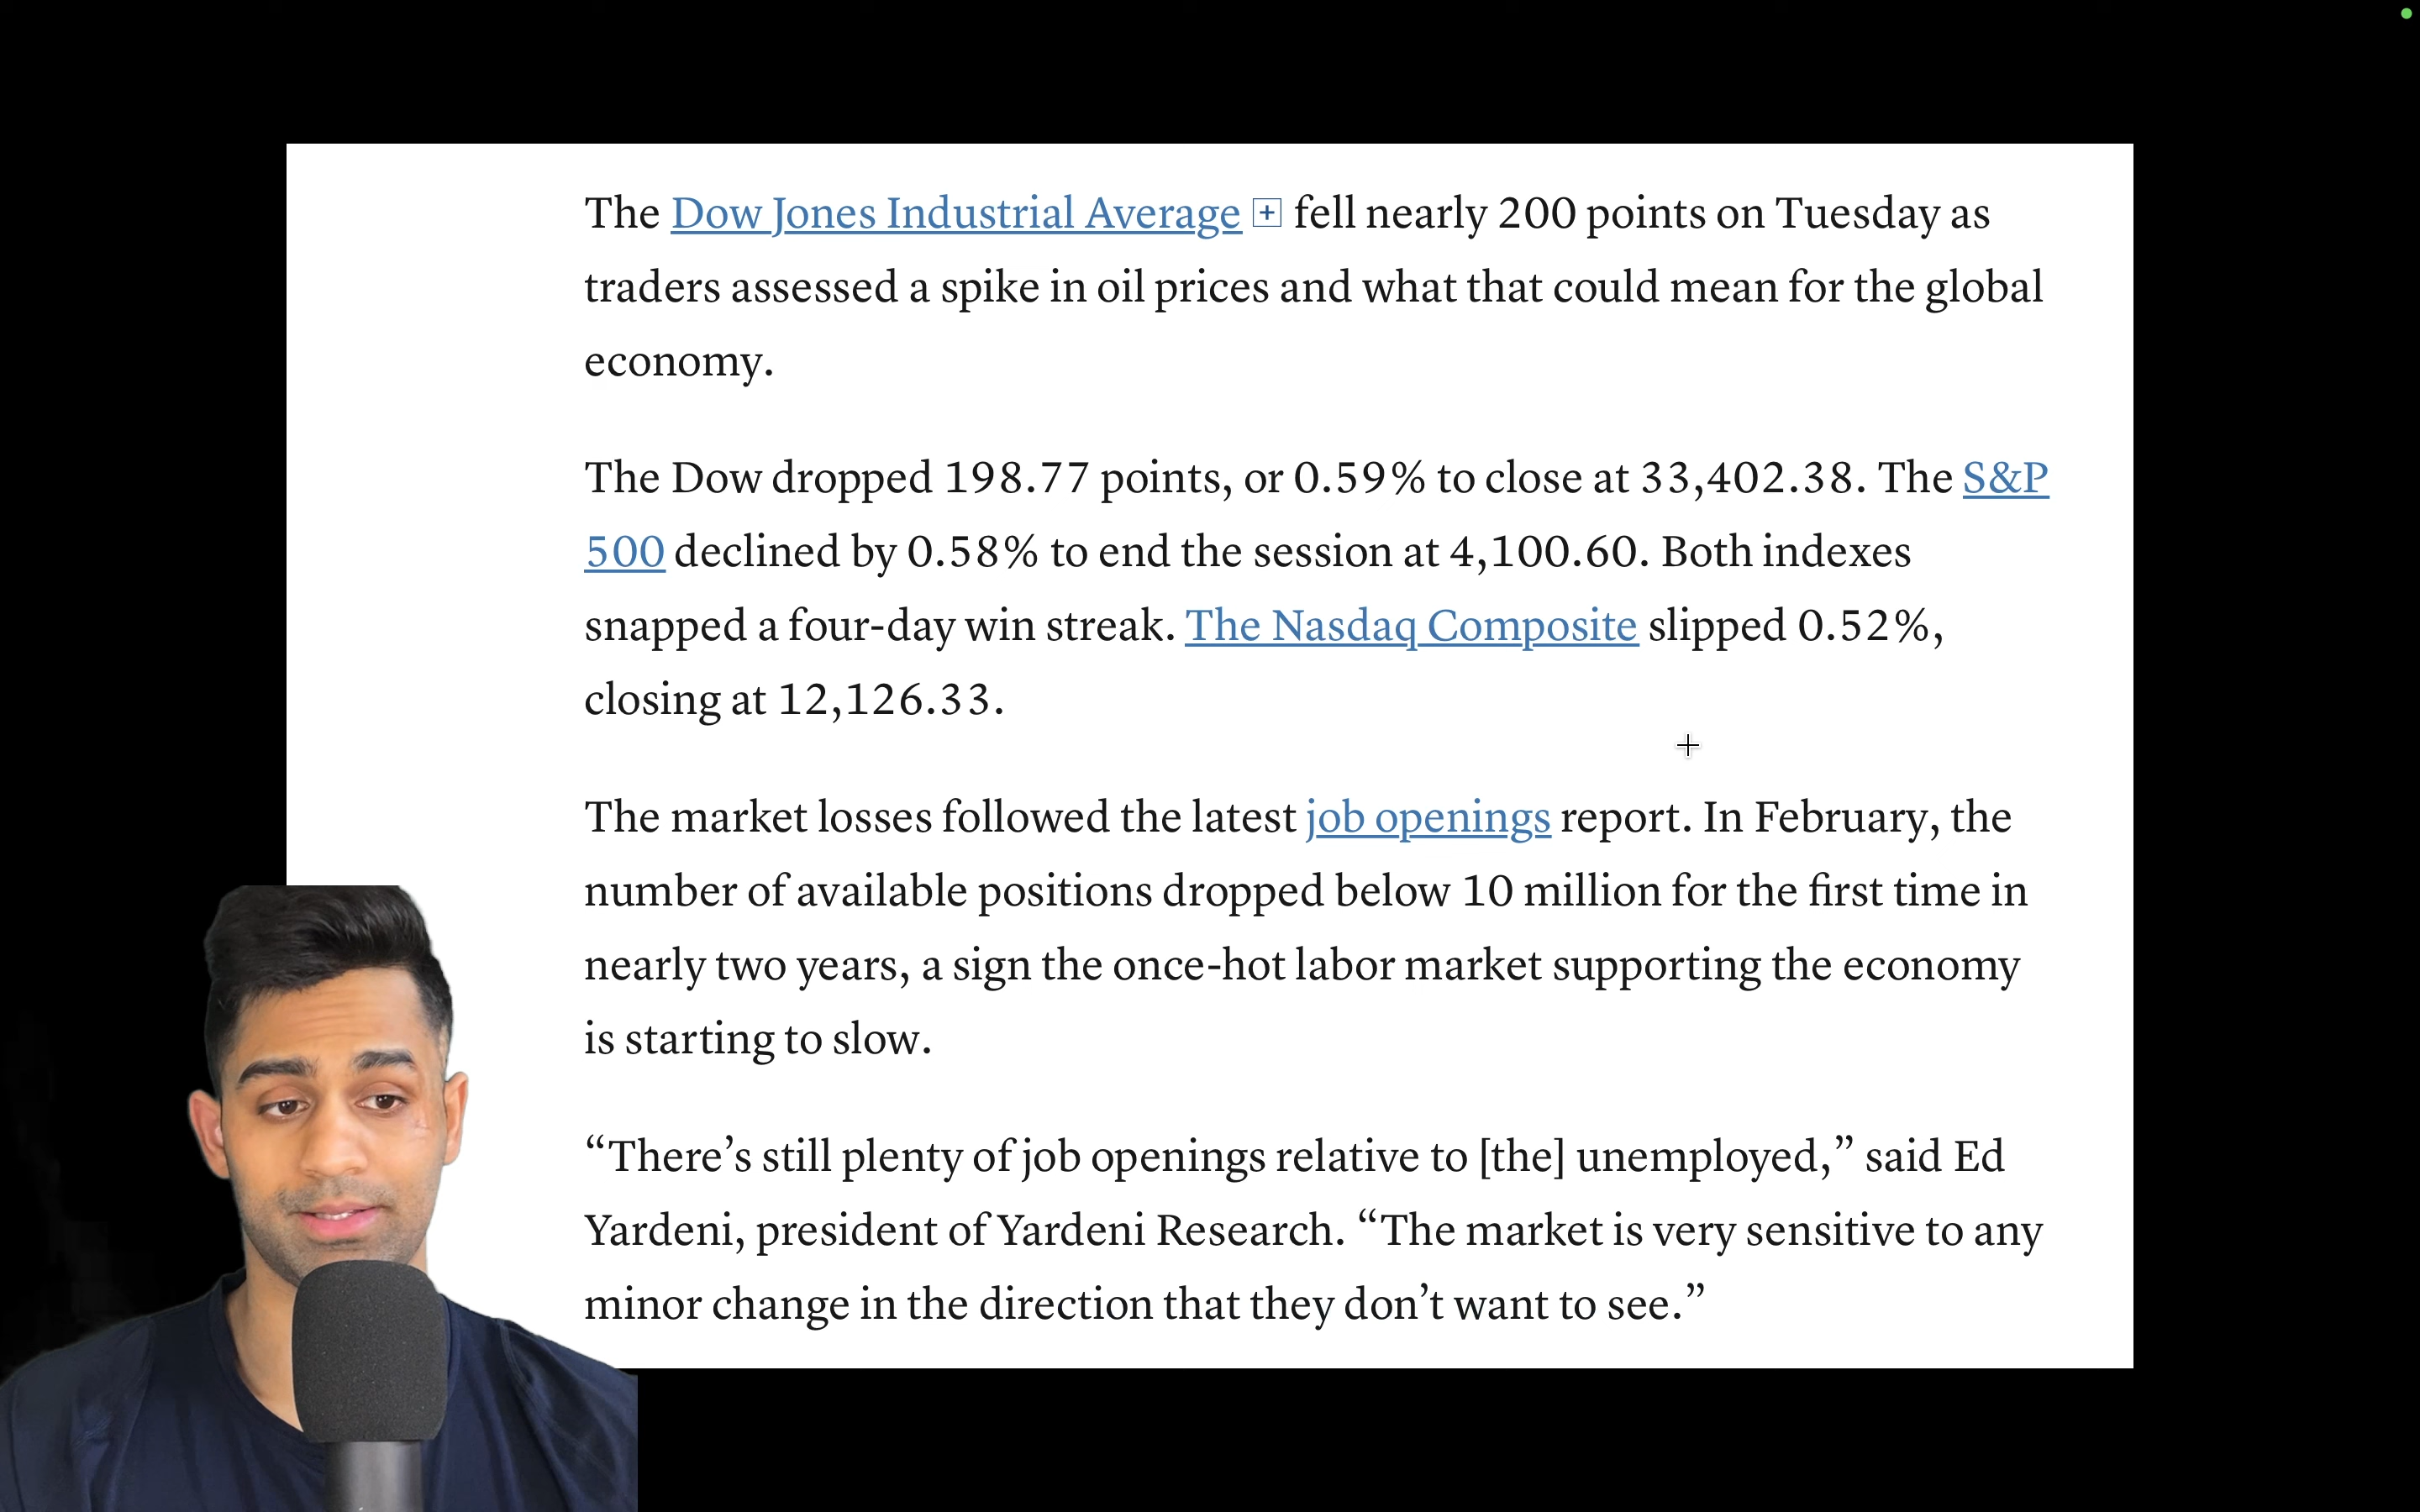 The Dow Jones Industrial Average + fell nearly 200 points on Tuesday as
traders assessed a spike in oil prices and what that could mean for the global
economy.
The Dow dropped 198.77 points, or 0.59% to close at 33,402.38. The S&P
500 declined by 0.58% to end the session at 4,100.60. Both indexes
snapped a four-day win streak. The Nasdaq Composite slipped 0.52%,
closing at 12,126.33.
The market losses followed the latest job openings report. In February, the
number of available positions dropped below 10 million for the first time in
nearly two years, a sign the once-hot labor market supporting the economy
is starting to slow.
“There’s still plenty of job openings relative to [the] unemployed,” said Ed
Yardeni, president of Yardeni Research. “The market is very sensitive to any
minor change in the direction that they don’t want to see.”